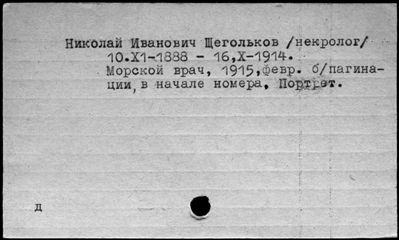 Николай Иванович Щегольков /некролог/
10.XI-1888 - 16,X-1914.
Морской врач, 1915,февр. б/пагина-
ции, в начале номера. Портрет.
д